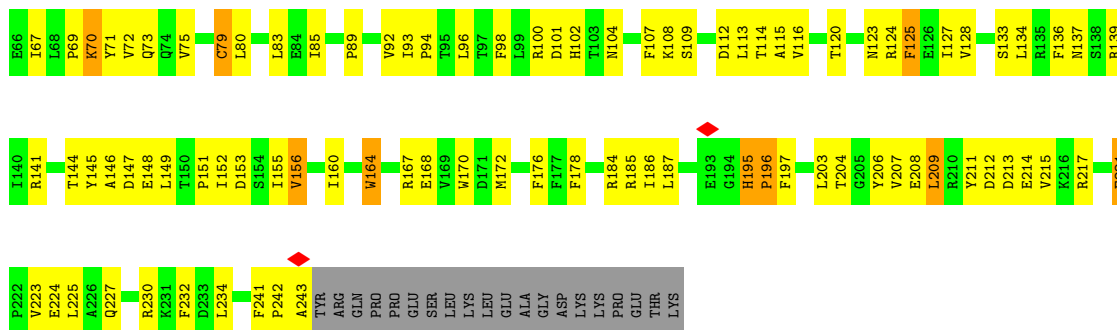 E66 I67 L68 P69 K70 Y71 V72 Q73 Q74 V75 C79 L80 L83 E84 I85 P89 V92 I93 P94 T95 L96 T97 F98 L99 R100 D101 H102 T103 N104 F107 K108 S109 D112 L113 T114 A115 V116 T120 N123 R124 F125 E126 I127 V128 S133 L134 R135 F136 N137 S138 R139
I140 R141 T144 Y145 A146 D147 E148 L149 T150 P151 I152 D153 S154 I155 V156 I160 W164 R167 E168 V169 W170 D171 M172 F176 F177 F178 R184 R185 I186 L187 E193 G194 H195 P196 F197 L203 T204 G205 Y206 V207 E208 L209 R210 Y211 D212 D213 E214 V215 K216 R217
P222 V223 E224 L225 A226 Q227 R230 K231 F232 D233 L234 F241 P242 A243 TYR ARG GLN PRO PRO GLU SER LEU LYS LEU GLU ALA GLY ASP LYS LYS PRO GLU THR LYS